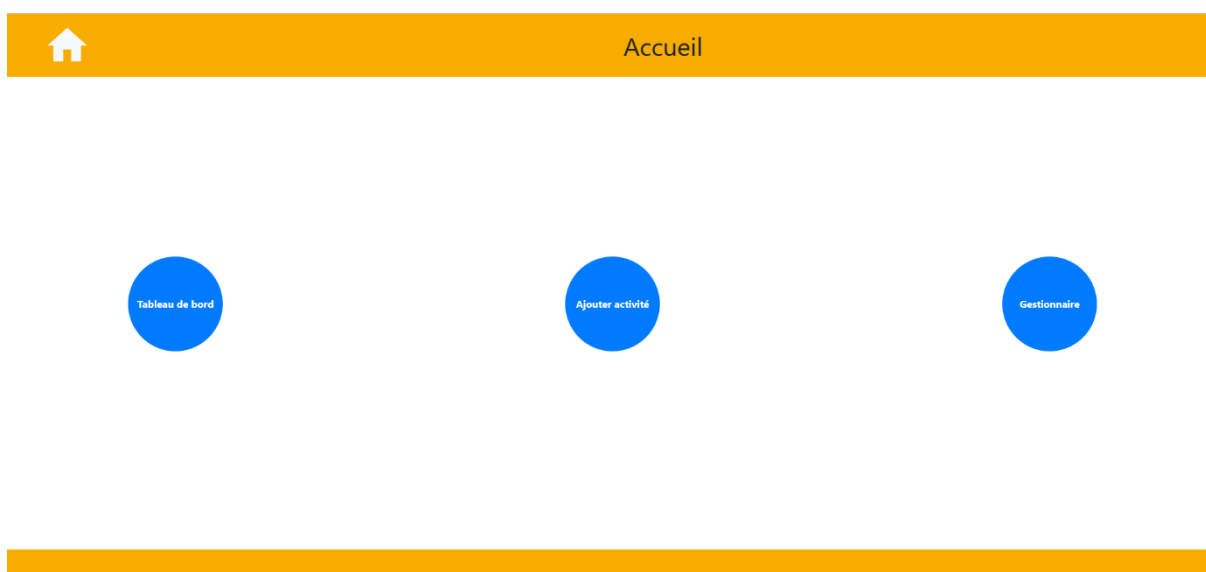 Accueil
Tableau de bord
Ajouter activité
Gestionnaire